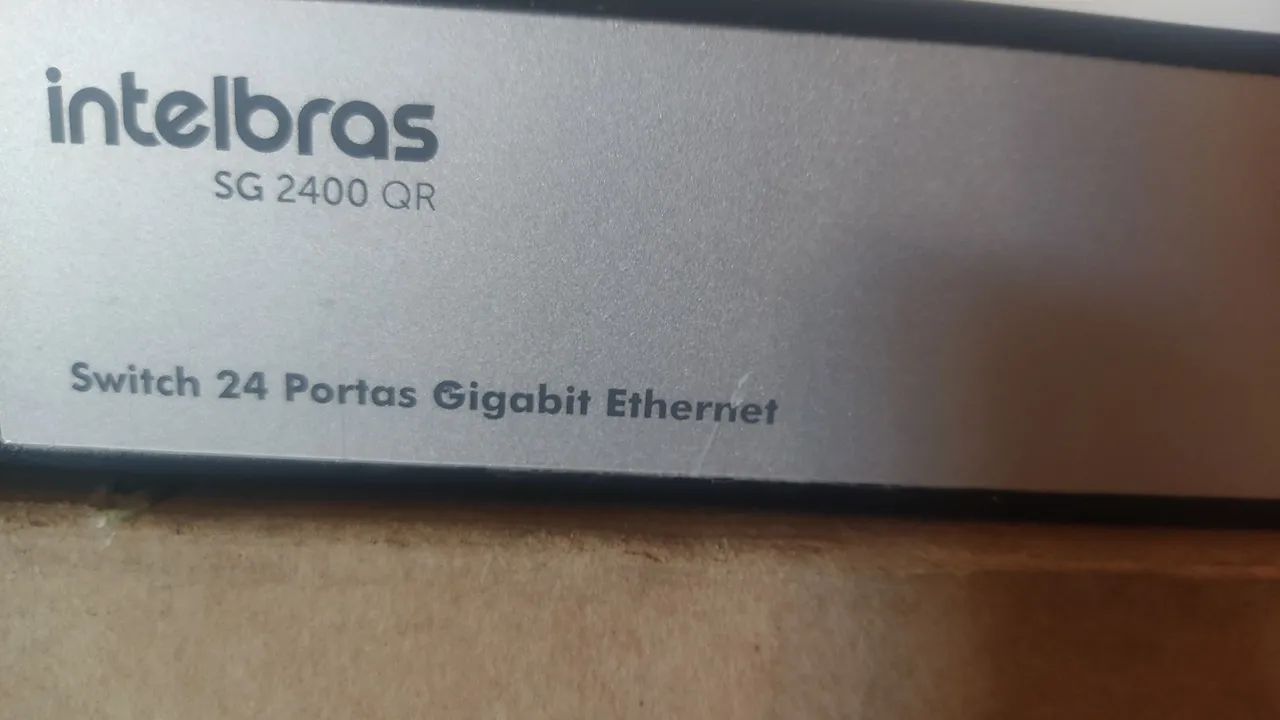 intelbras
SG 2400 QR
Switch 24 Portas Gigabit Ethernet